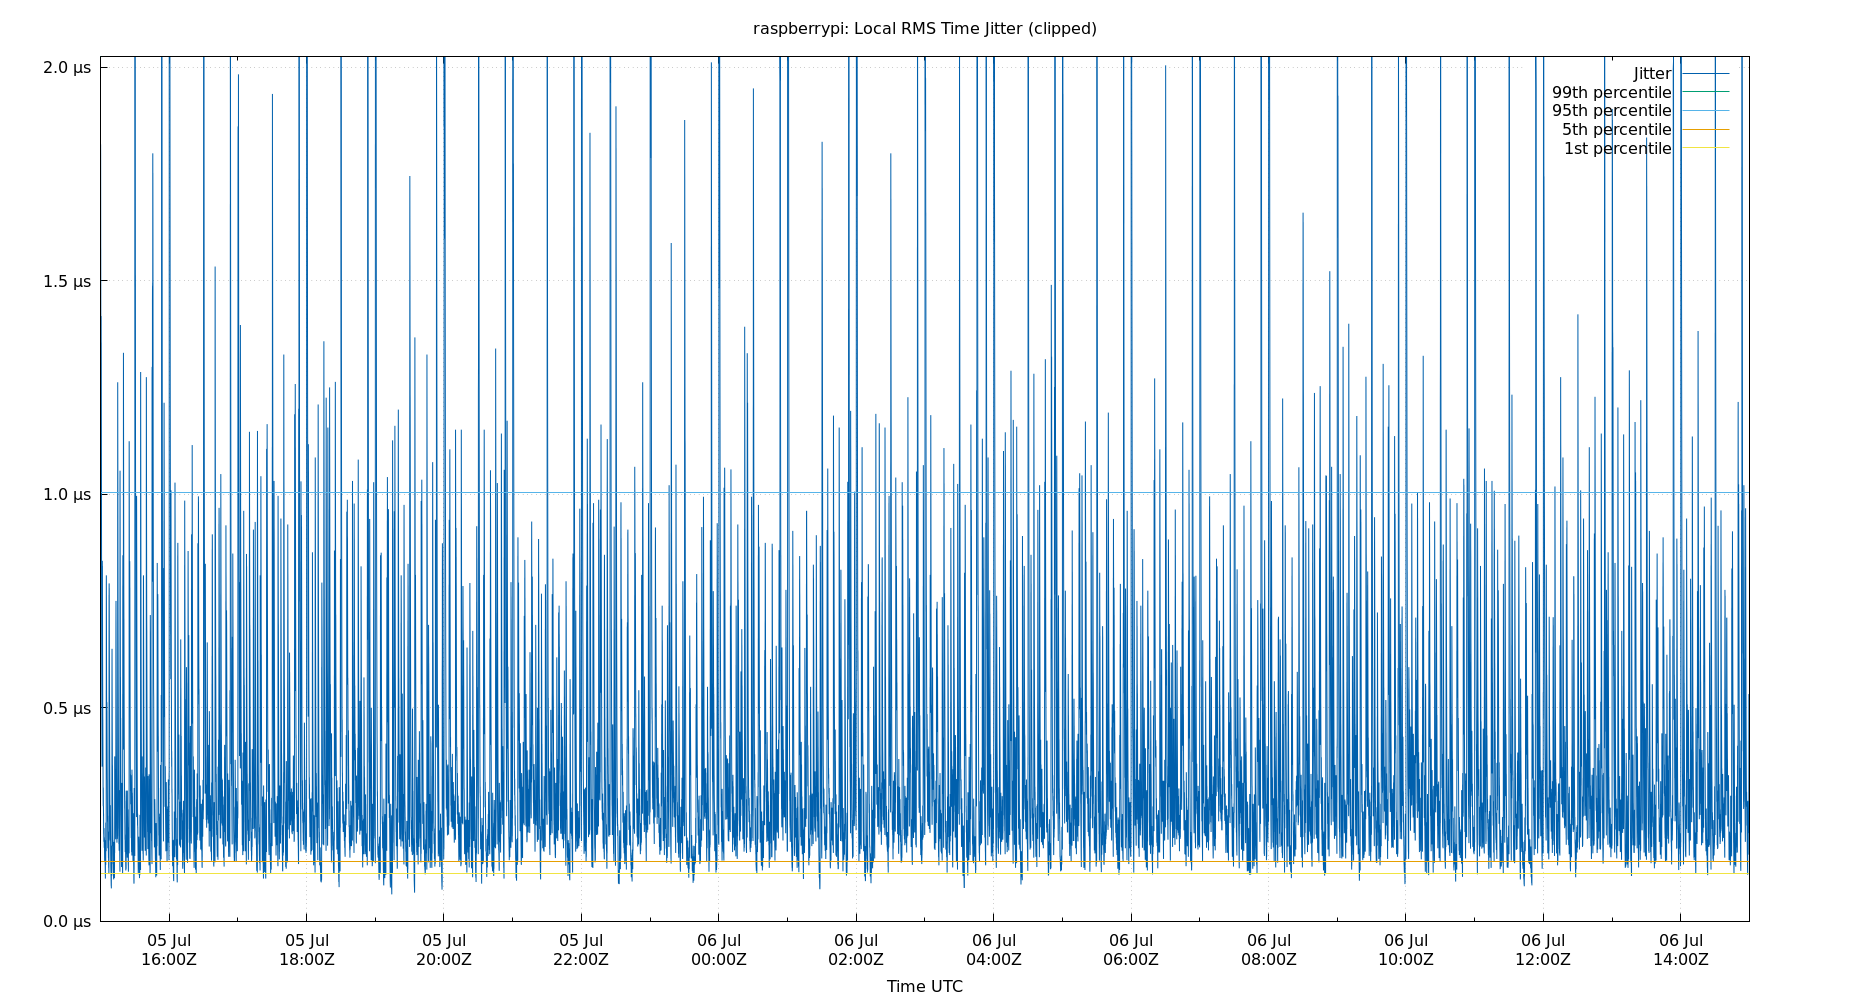 raspberrypi: Local RMS Time Jitter (clipped)
2.0 µs
1.5 µs
1.0 µs
0.5 µs
0.0 µs
Jitter
99th percentile
95th percentile
5th percentile
1st percentile
05 Jul 05 Jul 05 Jul 05 Jul 06 Jul 06 Jul 06 Jul 06 Jul 06 Jul 06 Jul 06 Jul 06 Jul
16:00Z 18:00Z 20:00Z 22:00Z 00:00Z 02:00Z 04:00Z 06:00Z 08:00Z 10:00Z 12:00Z 14:00Z
Time UTC